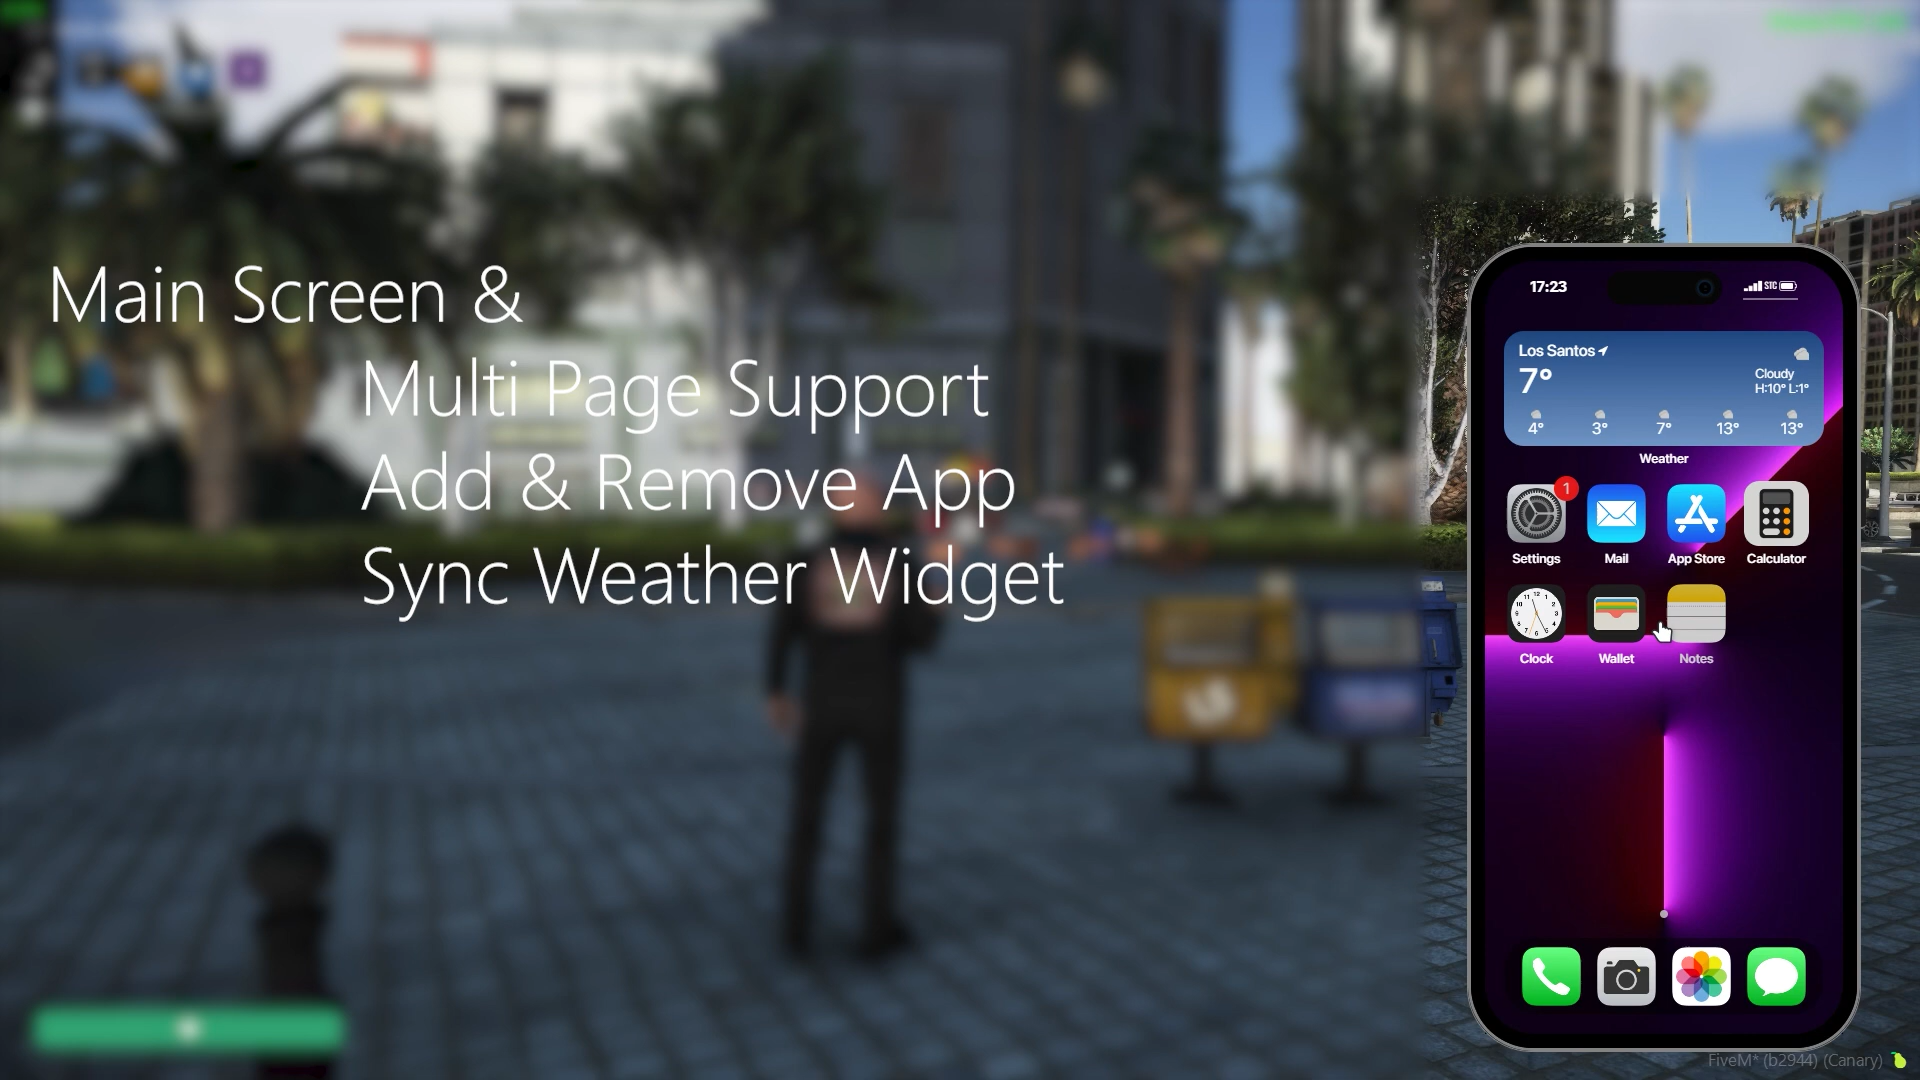 Main Screen &
Multi Page Support
Add & Remove App
Sync Weather Widget
17:23
STC
Los Santos
7°
Cloudy
H:10° L:1°
4° 3° 7° 13° 13°
Weather
1
Settings Mail App Store Calculator
Clock Wallet Notes
FiveM* (b2944) (Canary)